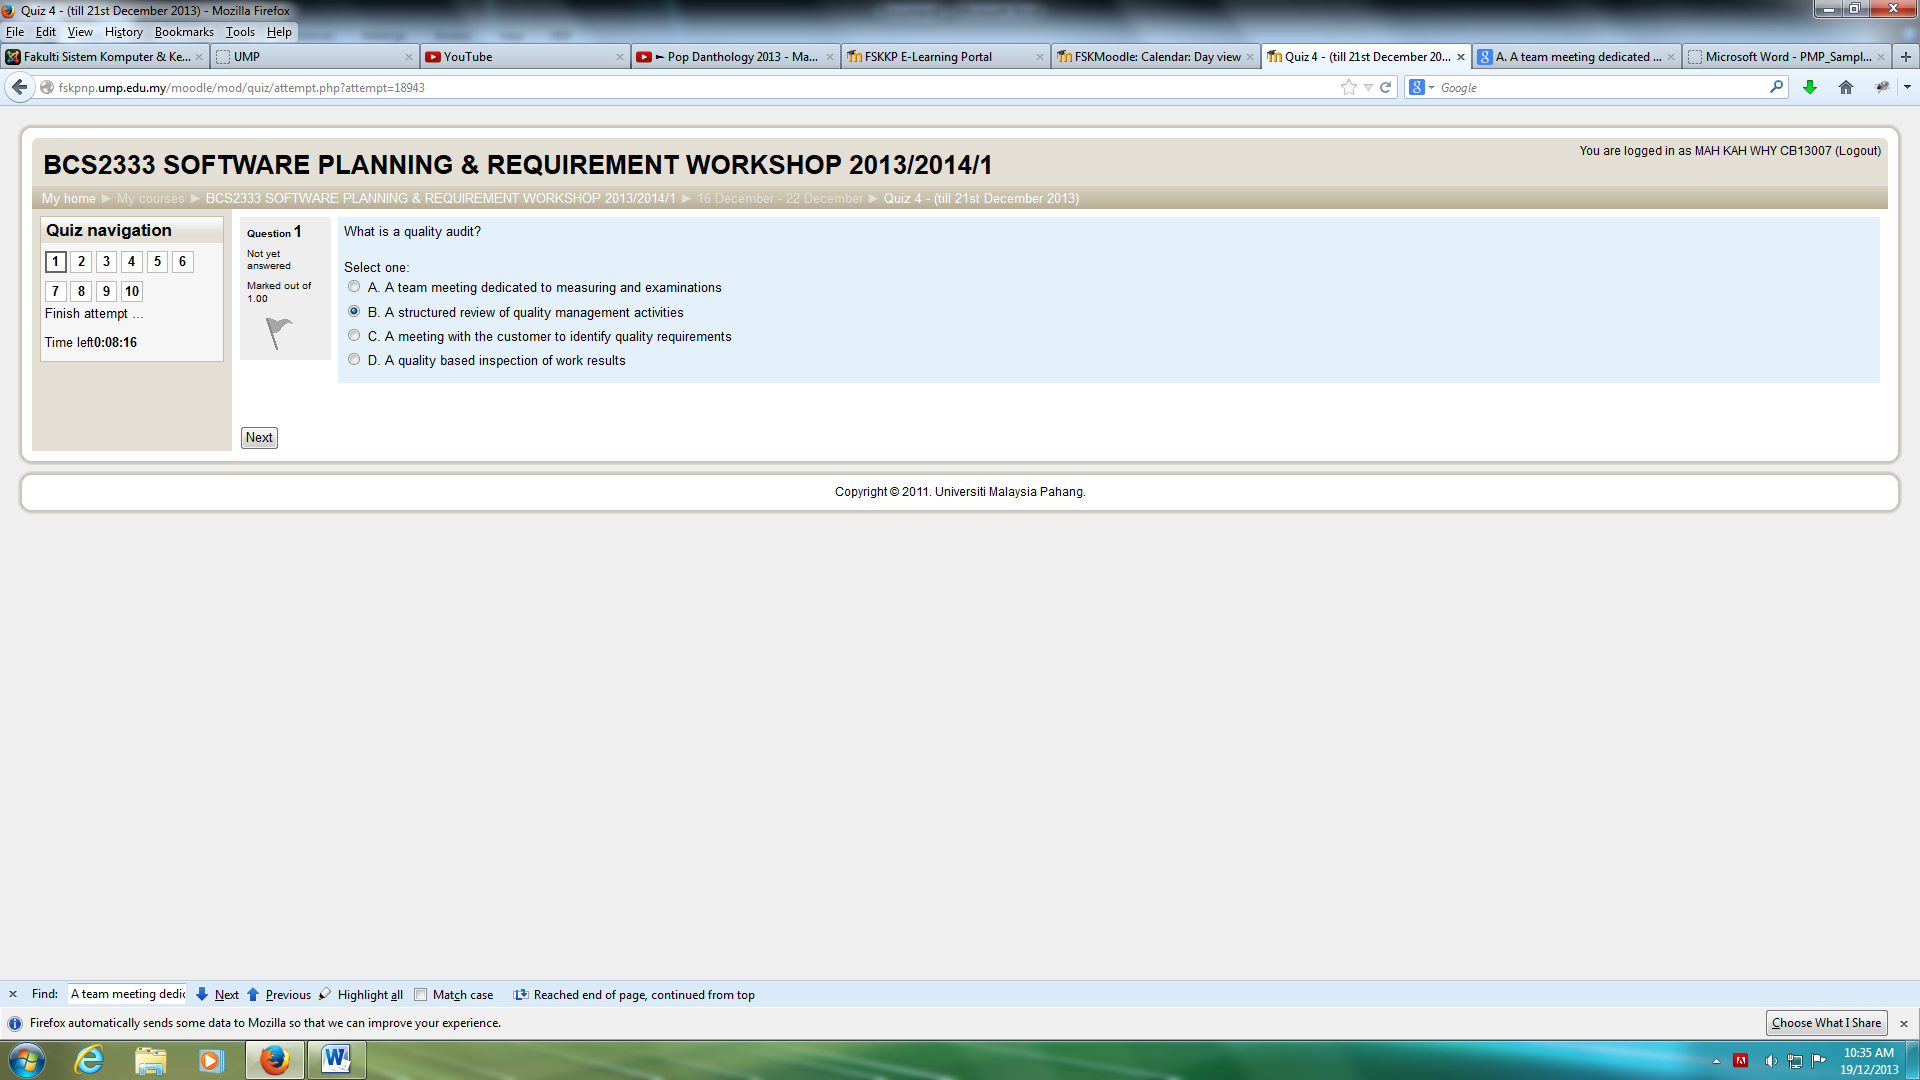 Quiz 4 - (till 21st December 2013) - Mozilla Firefox
File Edit View History Bookmarks Tools Help
Fakulti Sistem Komputer & Ke... UMP YouTube ► Pop Danthology 2013 - Ma... FSKKP E-Learning Portal FSKMoodle: Calendar: Day view Quiz 4 - (till 21st December 20... A. A team meeting dedicated ... Microsoft Word - PMP_Sampl...
fskpnp.ump.edu.my/moodle/mod/quiz/attempt.php?attempt=18943 Google
You are logged in as MAH KAH WHY CB13007 (Logout)
BCS2333 SOFTWARE PLANNING & REQUIREMENT WORKSHOP 2013/2014/1
My home ► My courses ► BCS2333 SOFTWARE PLANNING & REQUIREMENT WORKSHOP 2013/2014/1 ► 16 December - 22 December ► Quiz 4 - (till 21st December 2013)
Quiz navigation
1 2 3 4 5 6
7 8 9 10
Finish attempt ...
Time left 0:08:16
Question 1
Not yet
answered
Marked out of
1.00
What is a quality audit?
Select one:
A. A team meeting dedicated to measuring and examinations
B. A structured review of quality management activities
C. A meeting with the customer to identify quality requirements
D. A quality based inspection of work results
Next
Copyright © 2011. Universiti Malaysia Pahang.
Find: A team meeting dedic Next Previous Highlight all Match case Reached end of page, continued from top
Firefox automatically sends some data to Mozilla so that we can improve your experience. Choose What I Share
10:35 AM
19/12/2013